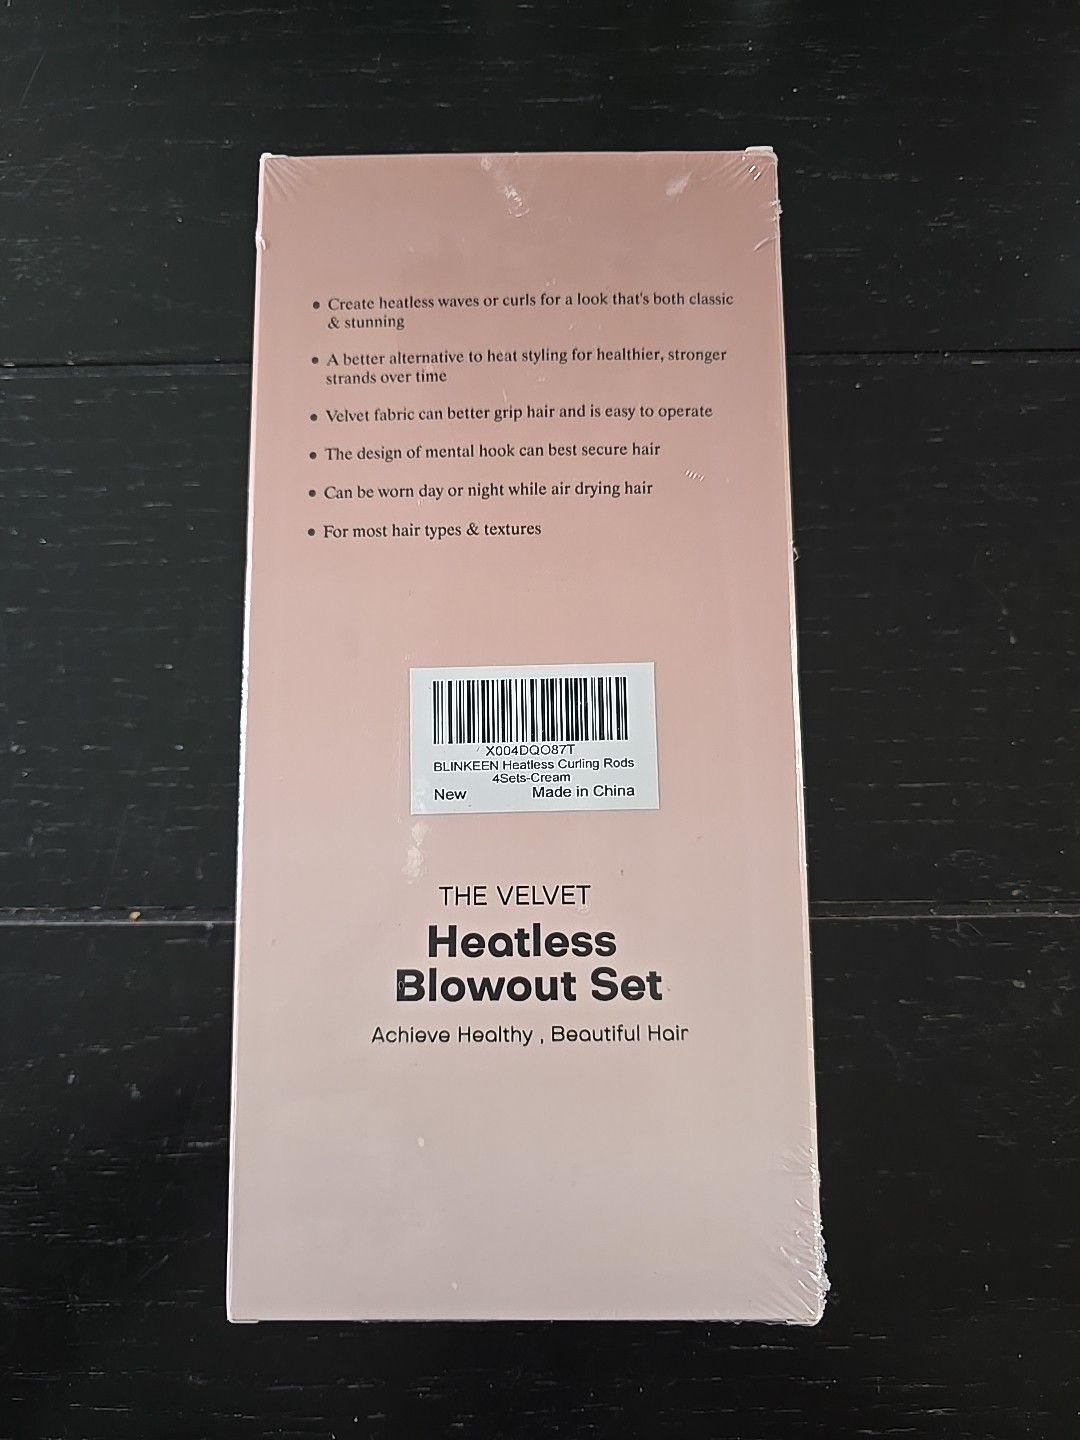 • Create heatless waves or curls for a look that's both classic
& stunning
• A better alternative to heat styling for healthier, stronger
strands over time
• Velvet fabric can better grip hair and is easy to operate
• The design of mental hook can best secure hair
• Can be worn day or night while air drying hair
• For most hair types & textures
X004DQO87T
BLINKEEN Heatless Curling Rods
4Sets-Cream
New Made in China
THE VELVET
Heatless
Blowout Set
Achieve Healthy , Beautiful Hair